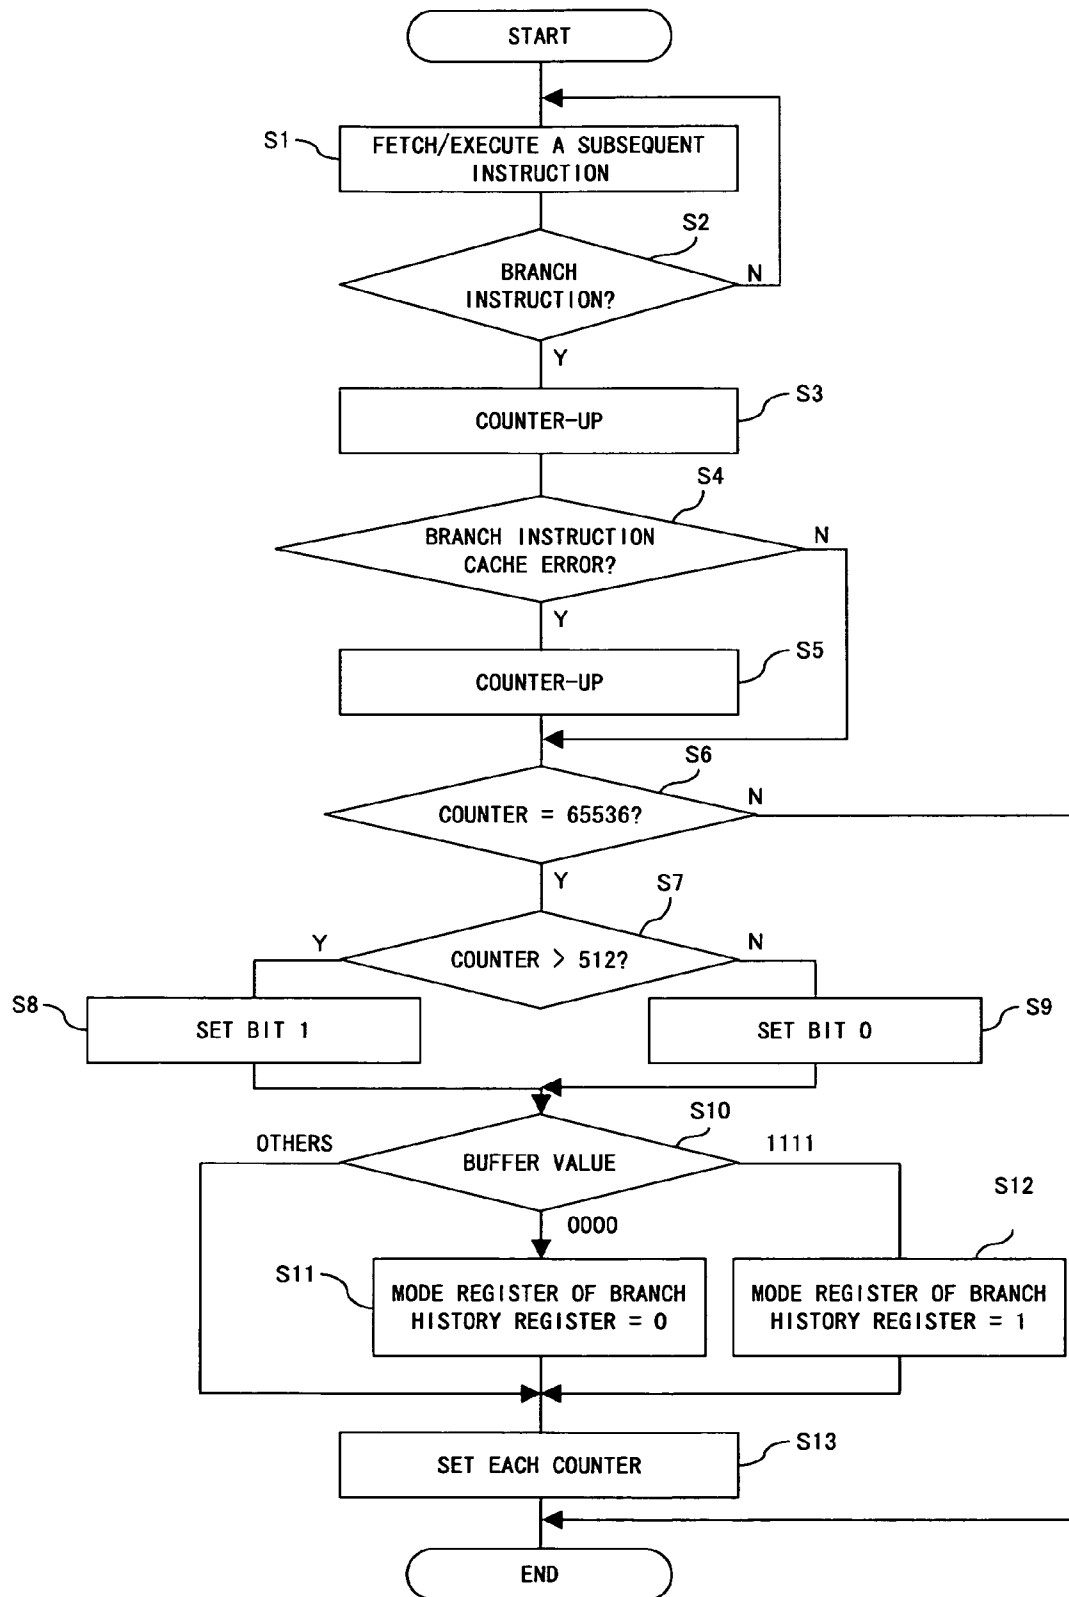 START
S1
FETCH/EXECUTE A SUBSEQUENT
INSTRUCTION
S2
BRANCH
INSTRUCTION?
N
Y
S3
COUNTER-UP
S4
BRANCH INSTRUCTION
CACHE ERROR?
N
Y
S5
COUNTER-UP
S6
COUNTER = 65536?
N
Y
S7
COUNTER > 512?
Y
N
S8
SET BIT 1
S9
SET BIT 0
S10
OTHERS
BUFFER VALUE
1111
0000
S11
MODE REGISTER OF BRANCH
HISTORY REGISTER = 0
S12
MODE REGISTER OF BRANCH
HISTORY REGISTER = 1
S13
SET EACH COUNTER
END